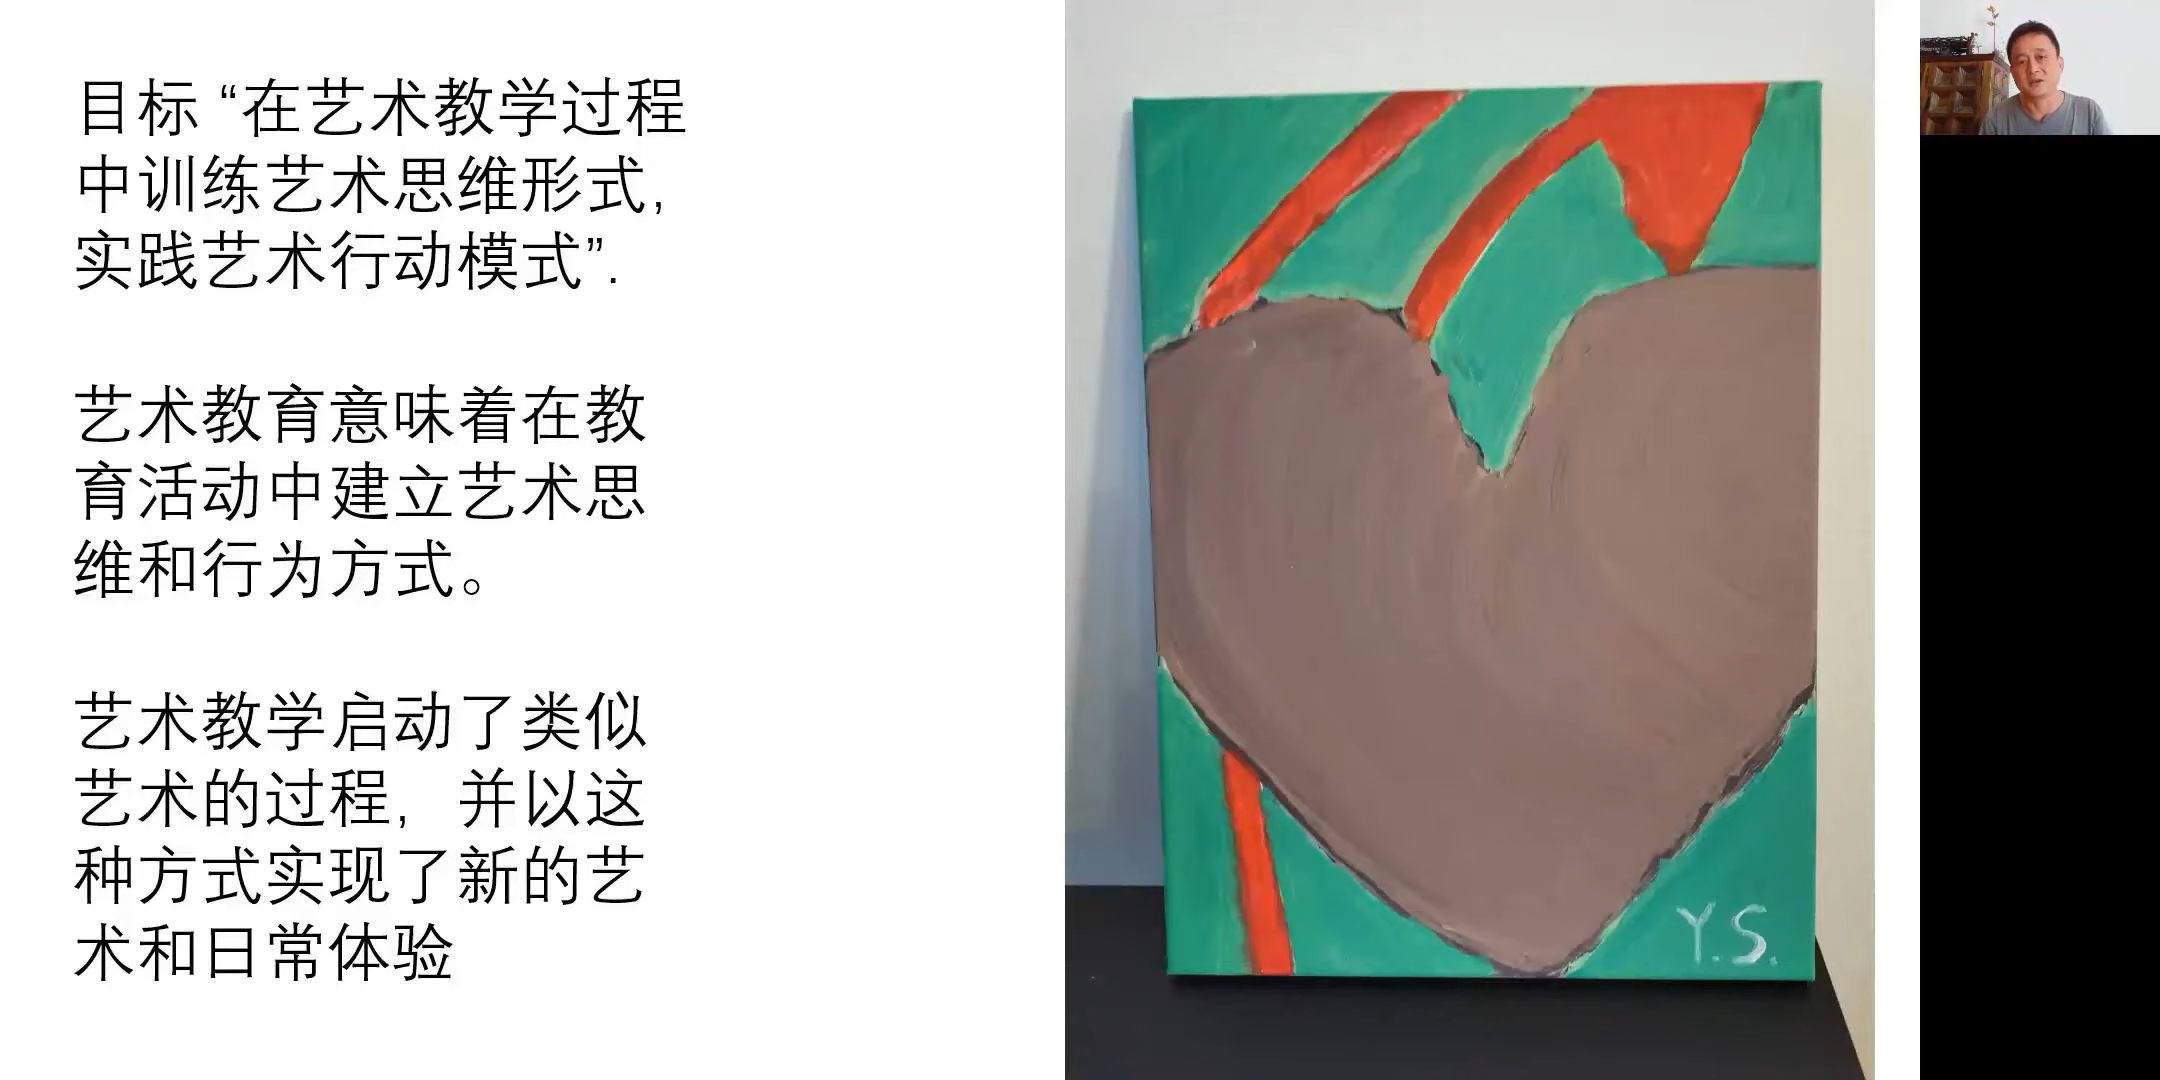 目标 “在艺术教学过程
中训练艺术思维形式,
实践艺术行动模式”.
艺术教育意味着在教
育活动中建立艺术思
维和行为方式。
艺术教学启动了类似
艺术的过程, 并以这
种方式实现了新的艺
术和日常体验
Y.S.